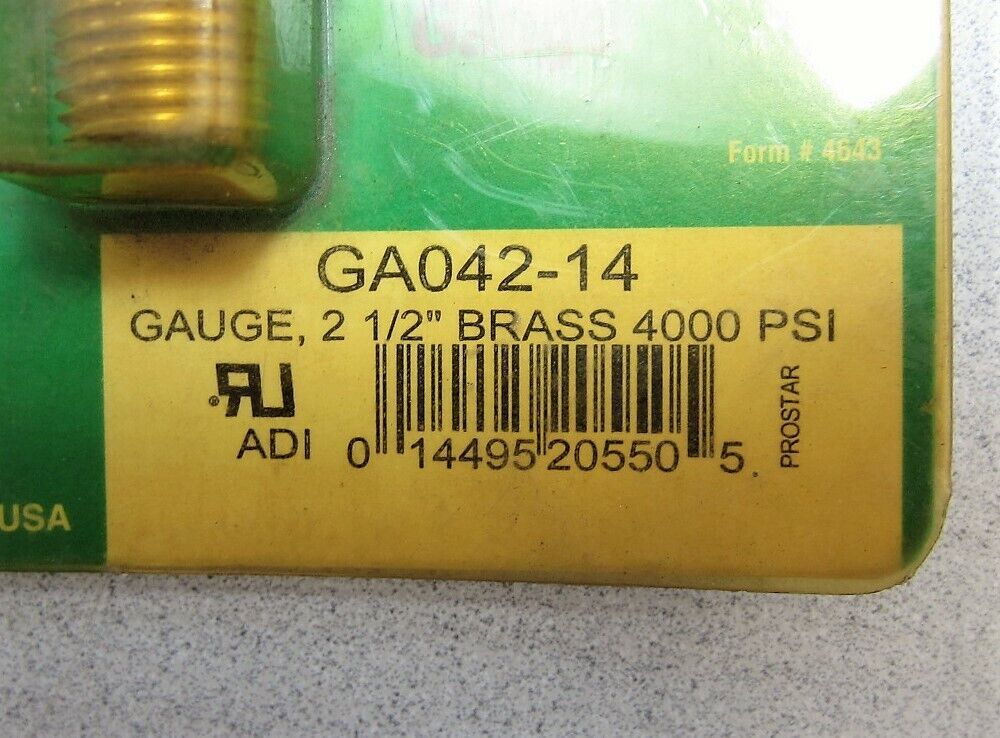 Form # 4643
GA042-14
GAUGE, 2 1/2" BRASS 4000 PSI
ADI
0 14495 20550 5
PROSTAR
USA